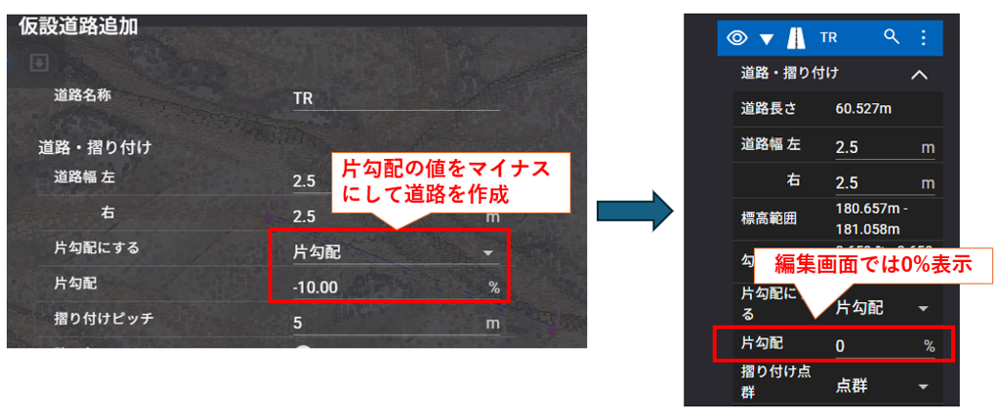 仮設道路追加
道路名称
TR
道路・摺り付け
道路幅 左
2.5
右
2.5
m
片勾配にする
片勾配
片勾配
-10.00
%
摺り付けピッチ
5
m
片勾配の値をマイナス
にして道路を作成
TR
道路・摺り付け
道路長さ
60.527m
道路幅 左
2.5
m
右
2.5
m
標高範囲
180.657m -
181.058m
編集画面では0%表示
片勾配にす
る
片勾配
片勾配
0
%
摺り付け点
群
点群